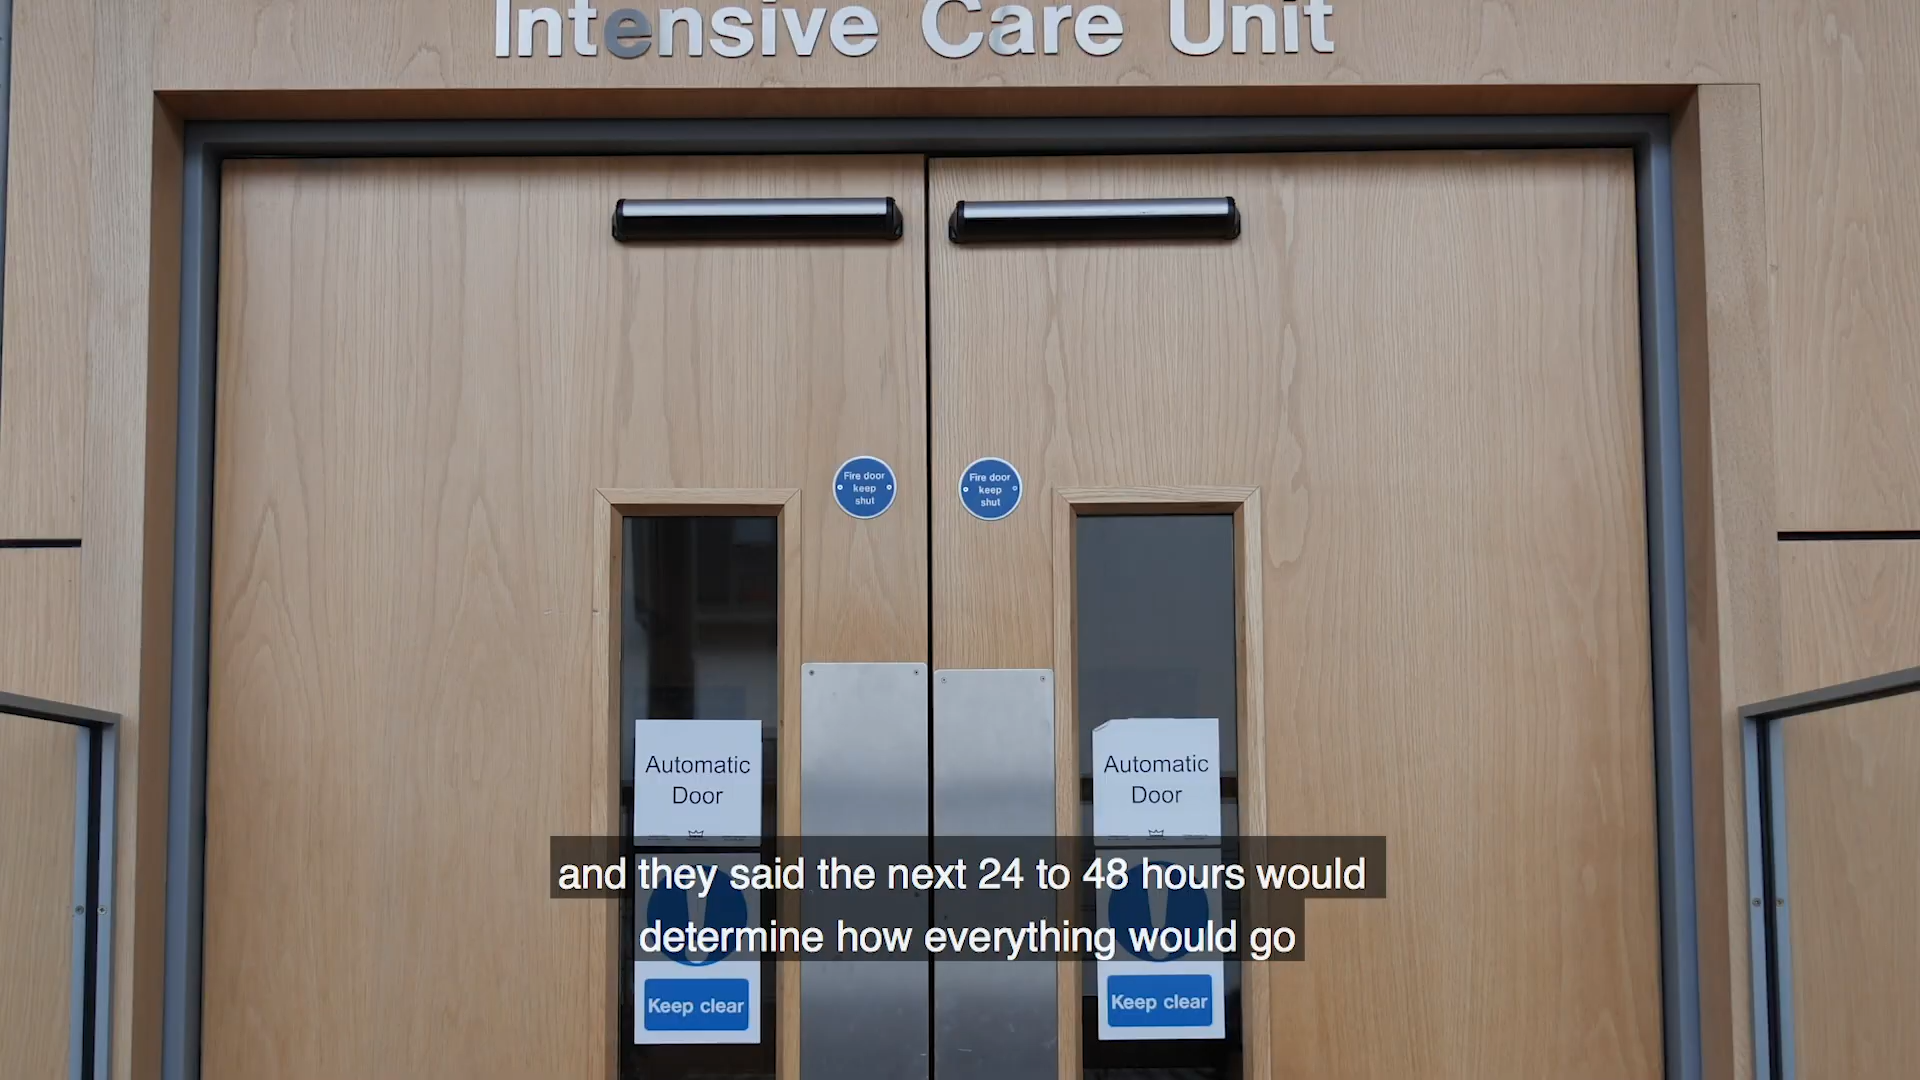 Intensive Care Unit
Fire door
keep
shut
Fire door
keep
shut
Automatic
Door
Automatic
Door
and they said the next 24 to 48 hours would
determine how everything would go
Keep clear
Keep clear